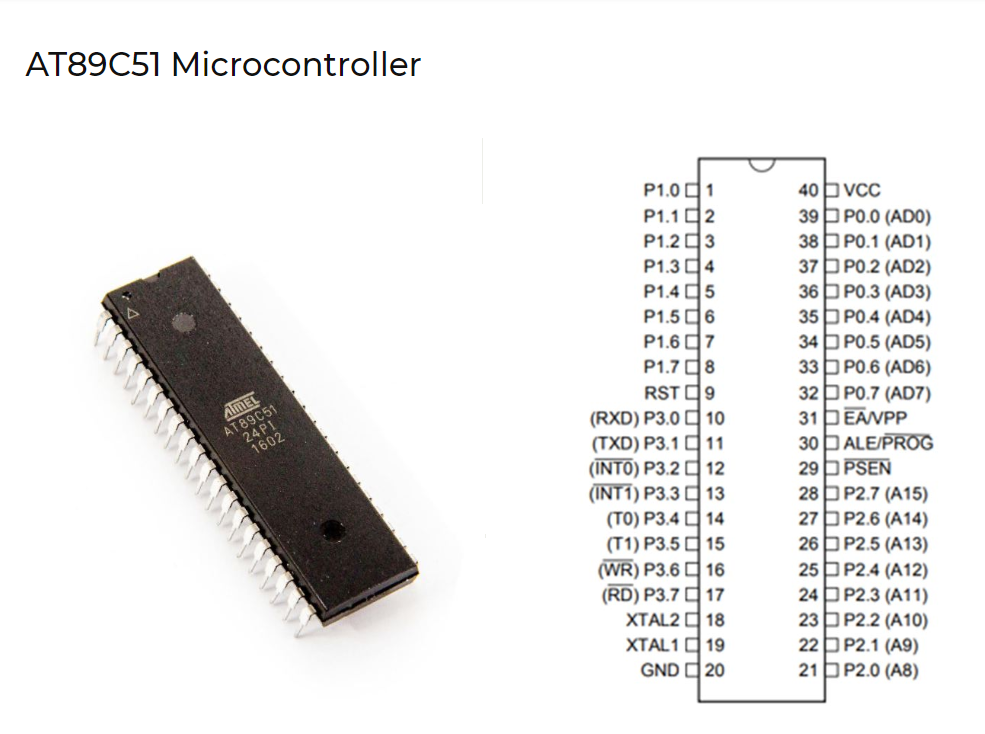 AT89C51 Microcontroller
ATMEL
AT89C51
24PI
1602
P1.0 1 40 VCC
P1.1 2 39 P0.0 (AD0)
P1.2 3 38 P0.1 (AD1)
P1.3 4 37 P0.2 (AD2)
P1.4 5 36 P0.3 (AD3)
P1.5 6 35 P0.4 (AD4)
P1.6 7 34 P0.5 (AD5)
P1.7 8 33 P0.6 (AD6)
RST 9 32 P0.7 (AD7)
(RXD) P3.0 10 31 E̅A̅/VPP
(TXD) P3.1 11 30 ALE/P̅R̅O̅G̅
(I̅N̅T̅0̅) P3.2 12 29 P̅S̅E̅N̅
(I̅N̅T̅1̅) P3.3 13 28 P2.7 (A15)
(T0) P3.4 14 27 P2.6 (A14)
(T1) P3.5 15 26 P2.5 (A13)
(W̅R̅) P3.6 16 25 P2.4 (A12)
(R̅D̅) P3.7 17 24 P2.3 (A11)
XTAL2 18 23 P2.2 (A10)
XTAL1 19 22 P2.1 (A9)
GND 20 21 P2.0 (A8)